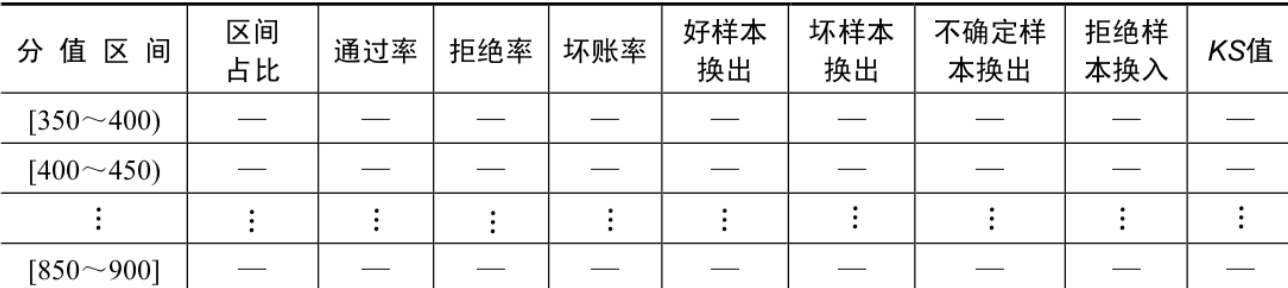 分值区间 区间占比 通过率 拒绝率 坏账率 好样本换出 坏样本换出 不确定样本换出 拒绝样本换入 KS值
[350～400) — — — — — — — — —
[400～450) — — — — — — — — —
⋮ ⋮ ⋮ ⋮ ⋮ ⋮ ⋮ ⋮ ⋮ ⋮
[850～900] — — — — — — — — —